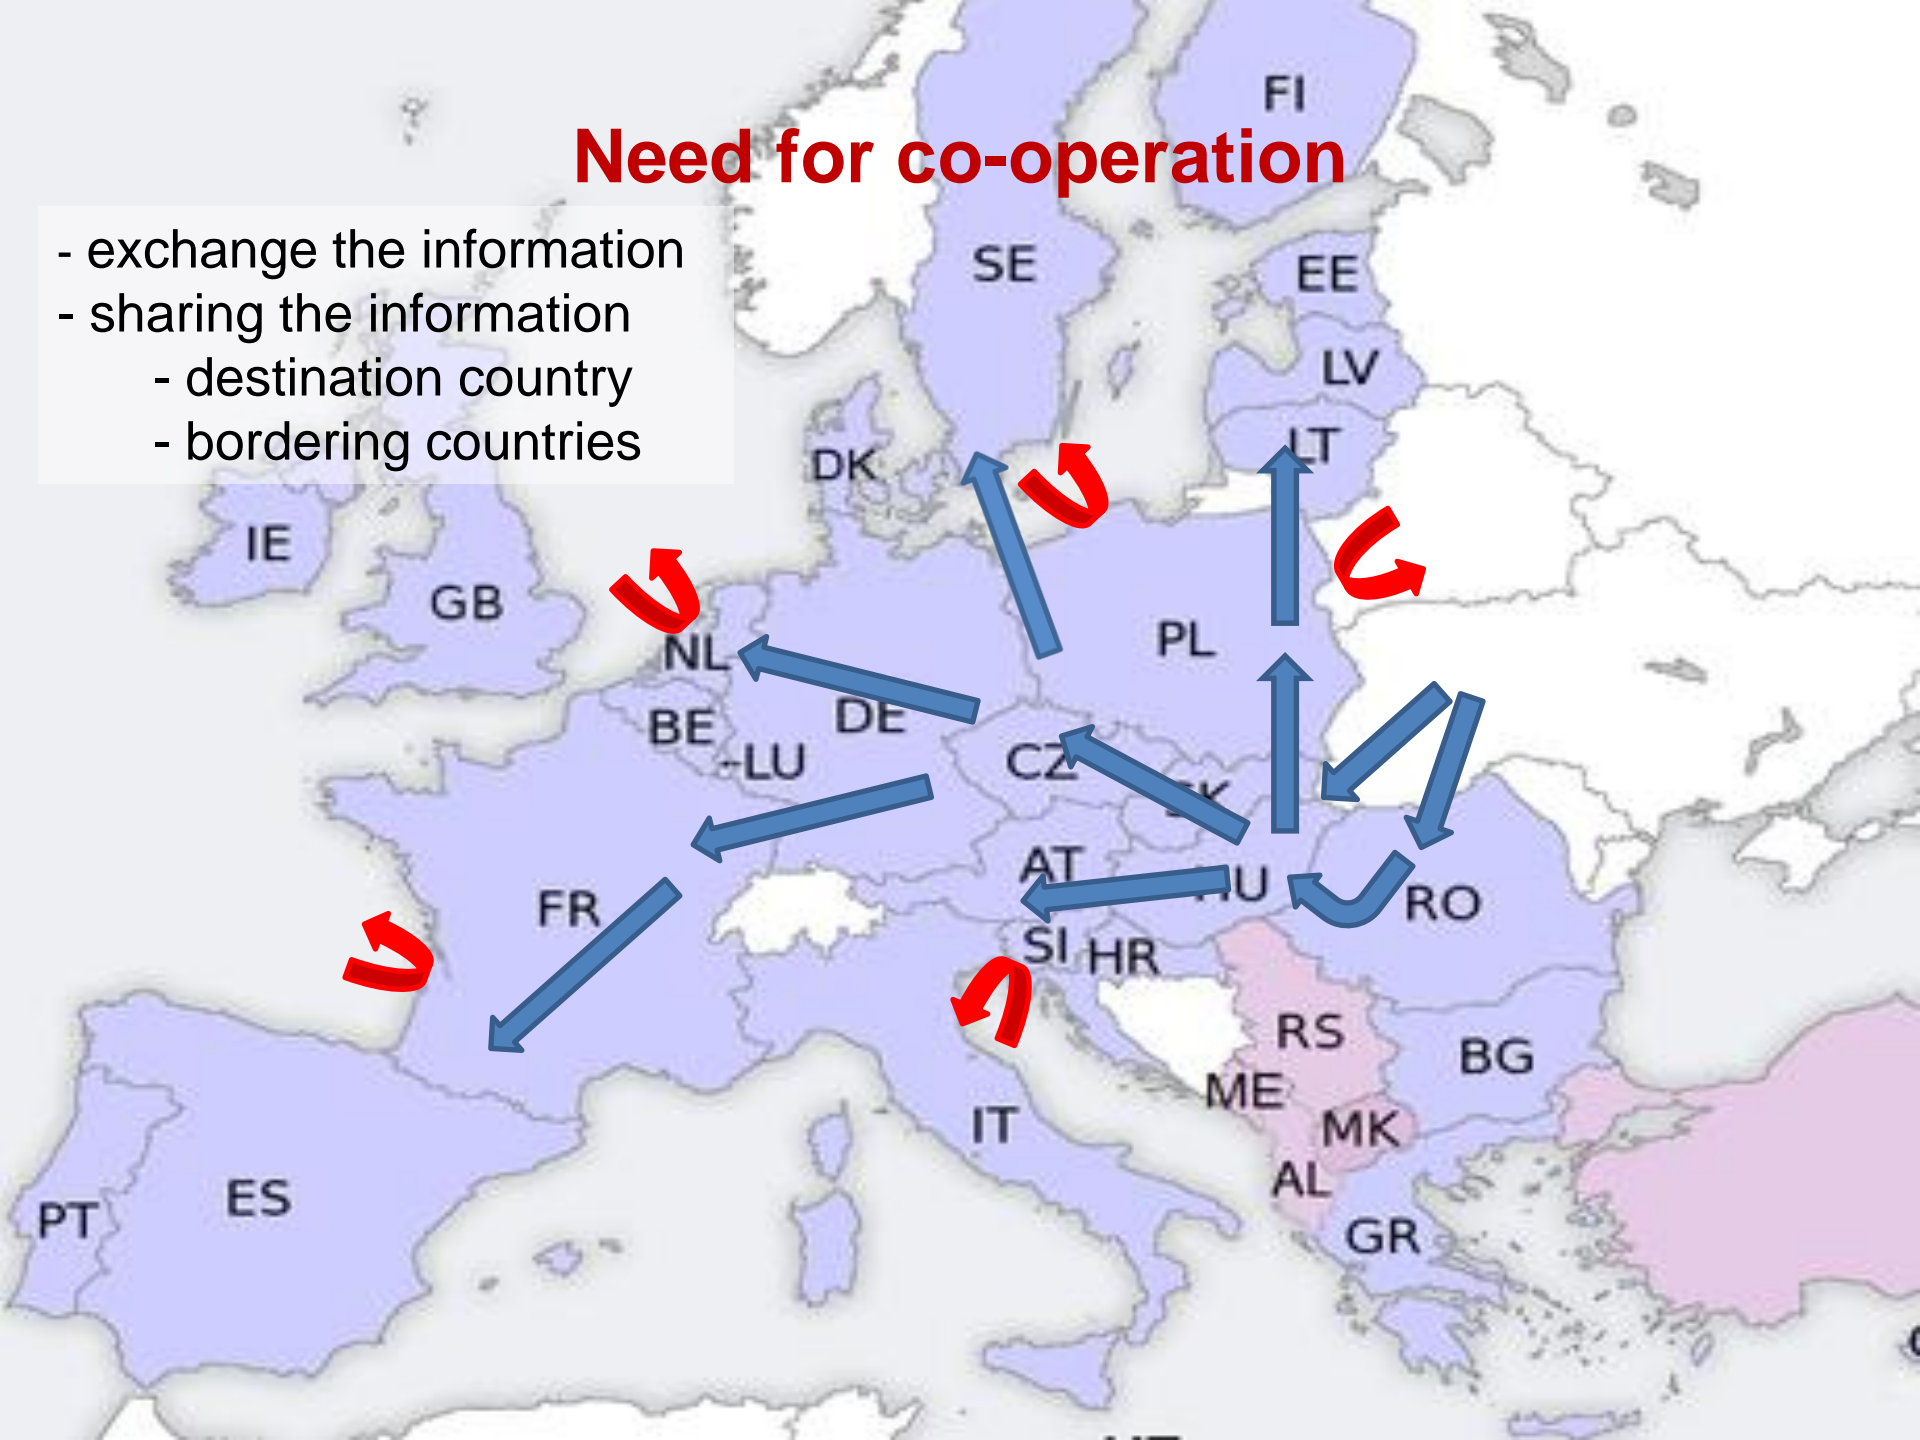 FI
Need for co-operation
- exchange the information
- sharing the information
- destination country
- bordering countries
SE
EE
LV
LT
DK
IE
GB
NL
PL
BE
DE
LU
CZ
SK
AT
HU
FR
RO
SI
HR
RS
BG
ME
MK
IT
AL
ES
PT
GR